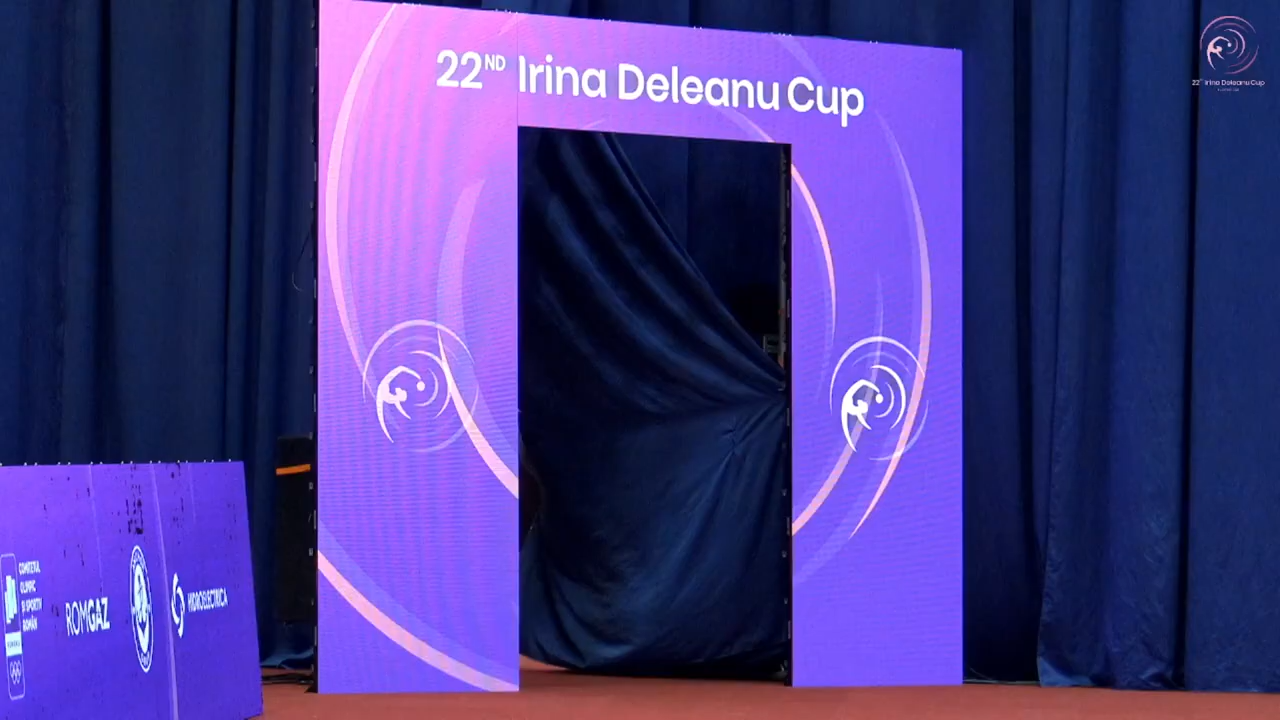 22ND Irina Deleanu Cup
22ND Irina Deleanu Cup
COMITETUL
OLIMPIC
ȘI SPORTIV
ROMÂN
ROMGAZ
HIDROELECTRICA